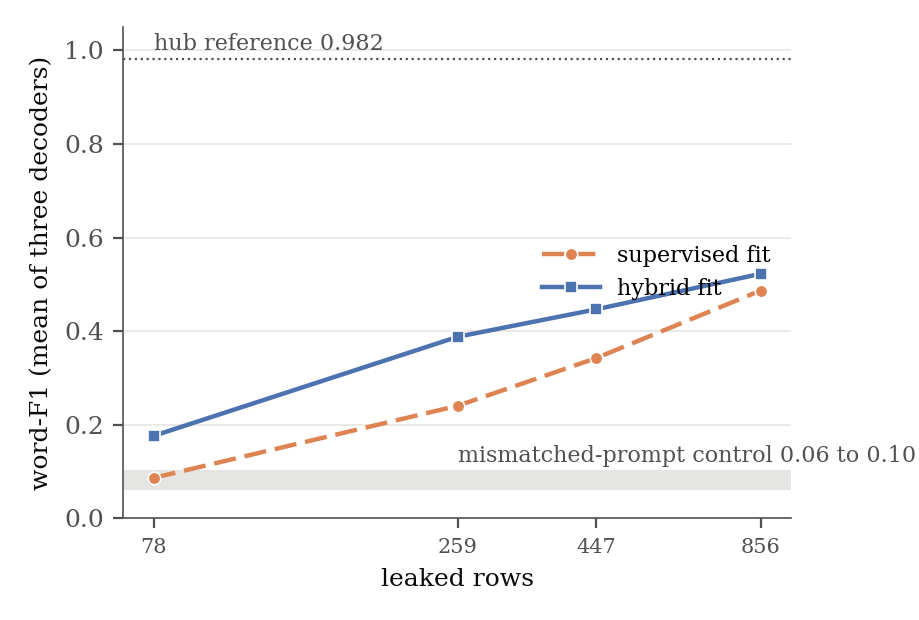 hub reference 0.982
1.0
0.8
0.6
0.4
0.2
0.0
word-F1 (mean of three decoders)
supervised fit
hybrid fit
mismatched-prompt control 0.06 to 0.10
78
259
447
856
leaked rows